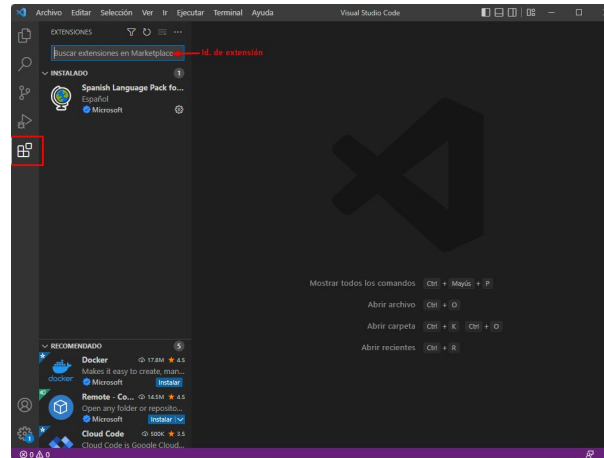 Archivo Editar Selección Ver Ir Ejecutar Terminal Ayuda Visual Studio Code
EXTENSIONES
Buscar extensiones en Marketplace
Id. de extensión
INSTALADO 1
Spanish Language Pack fo...
Español
Microsoft
Mostrar todos los comandos Ctrl + Mayús + P
Abrir archivo Ctrl + O
Abrir carpeta Ctrl + K Ctrl + O
Abrir recientes Ctrl + R
RECOMENDADO 5
Docker 17.8M ★ 4.5
Makes it easy to create, man...
docker
Microsoft Instalar
Remote - Co... 14.5M ★ 4.5
Open any folder or reposito...
Microsoft Instalar
Cloud Code 500K ★ 3.5
Cloud Code is Google Cloud...
1
0 0